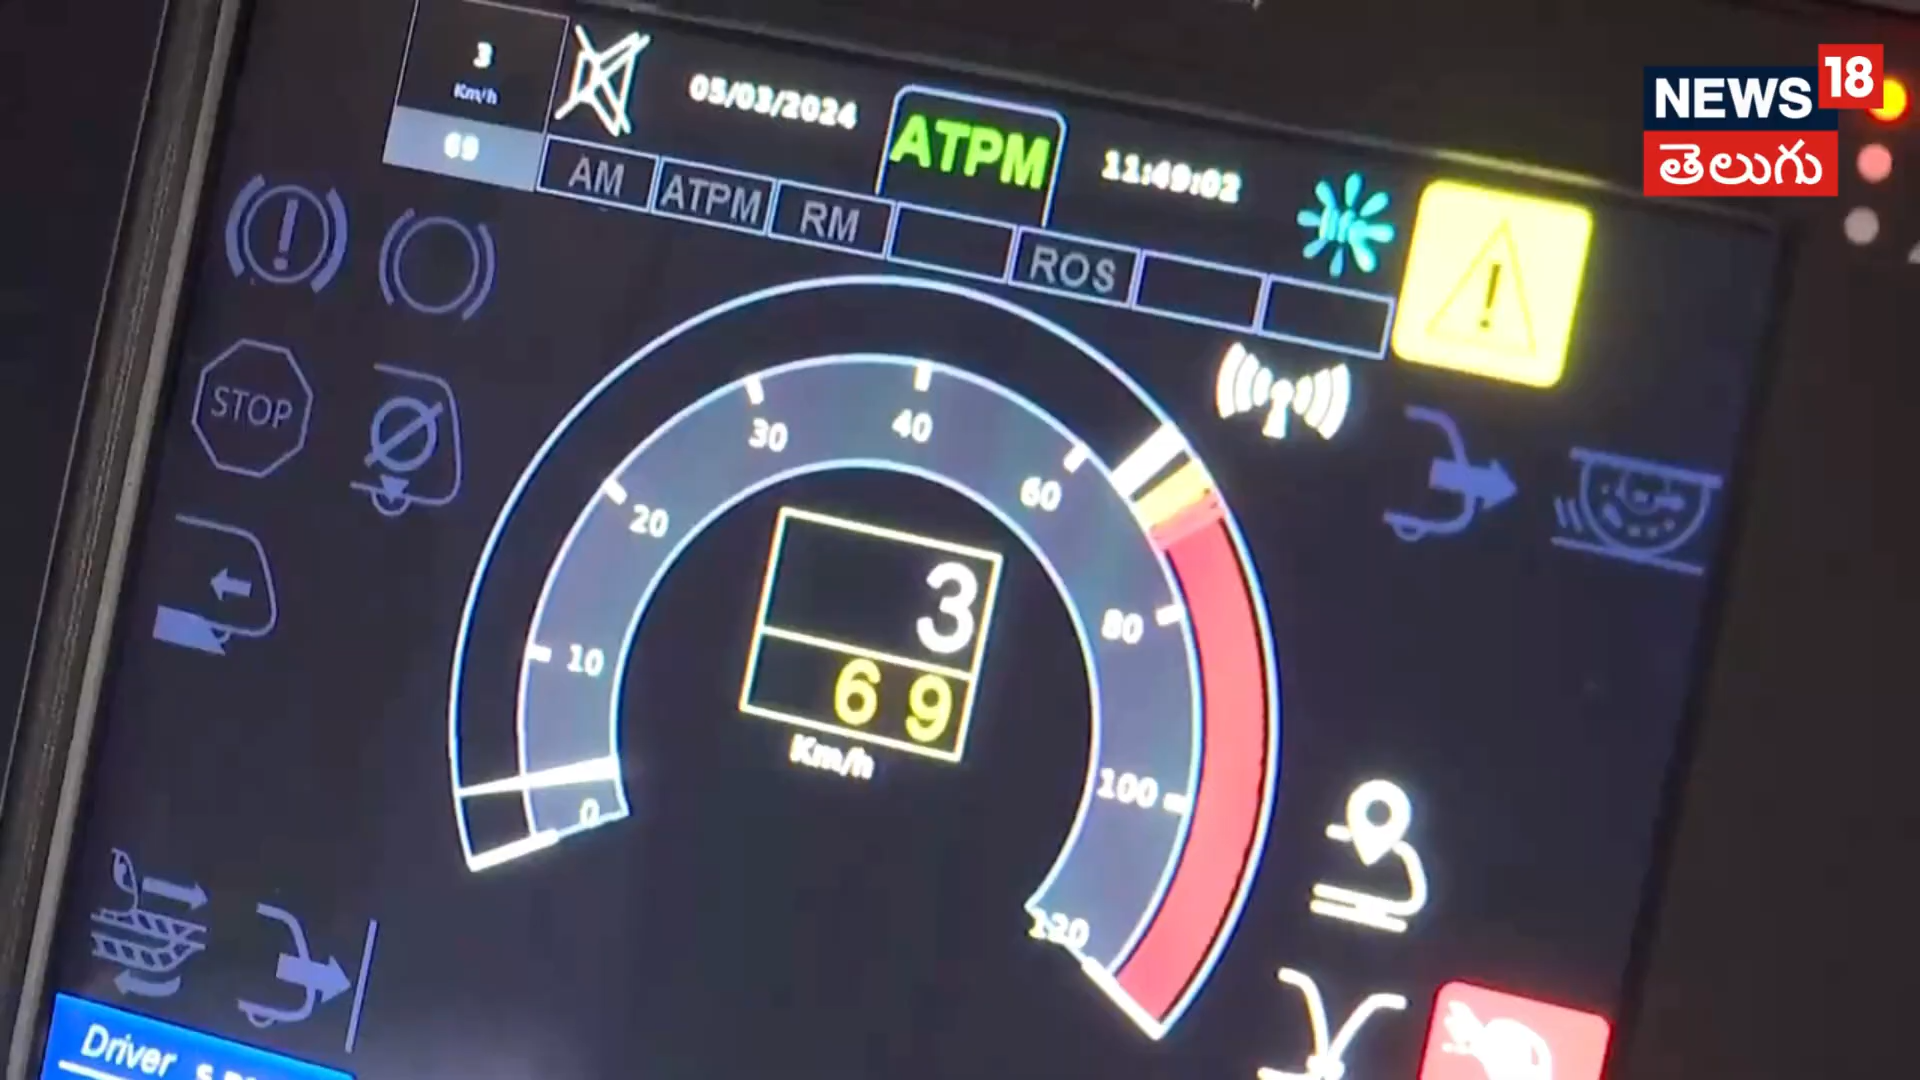 3
Km/h
69
05/03/2024
ATPM
11:49:02
NEWS 18
తెలుగు
AM
ATPM
RM
ROS
STOP
0
10
20
30
40
60
80
100
120
3
69
Km/h
Driver